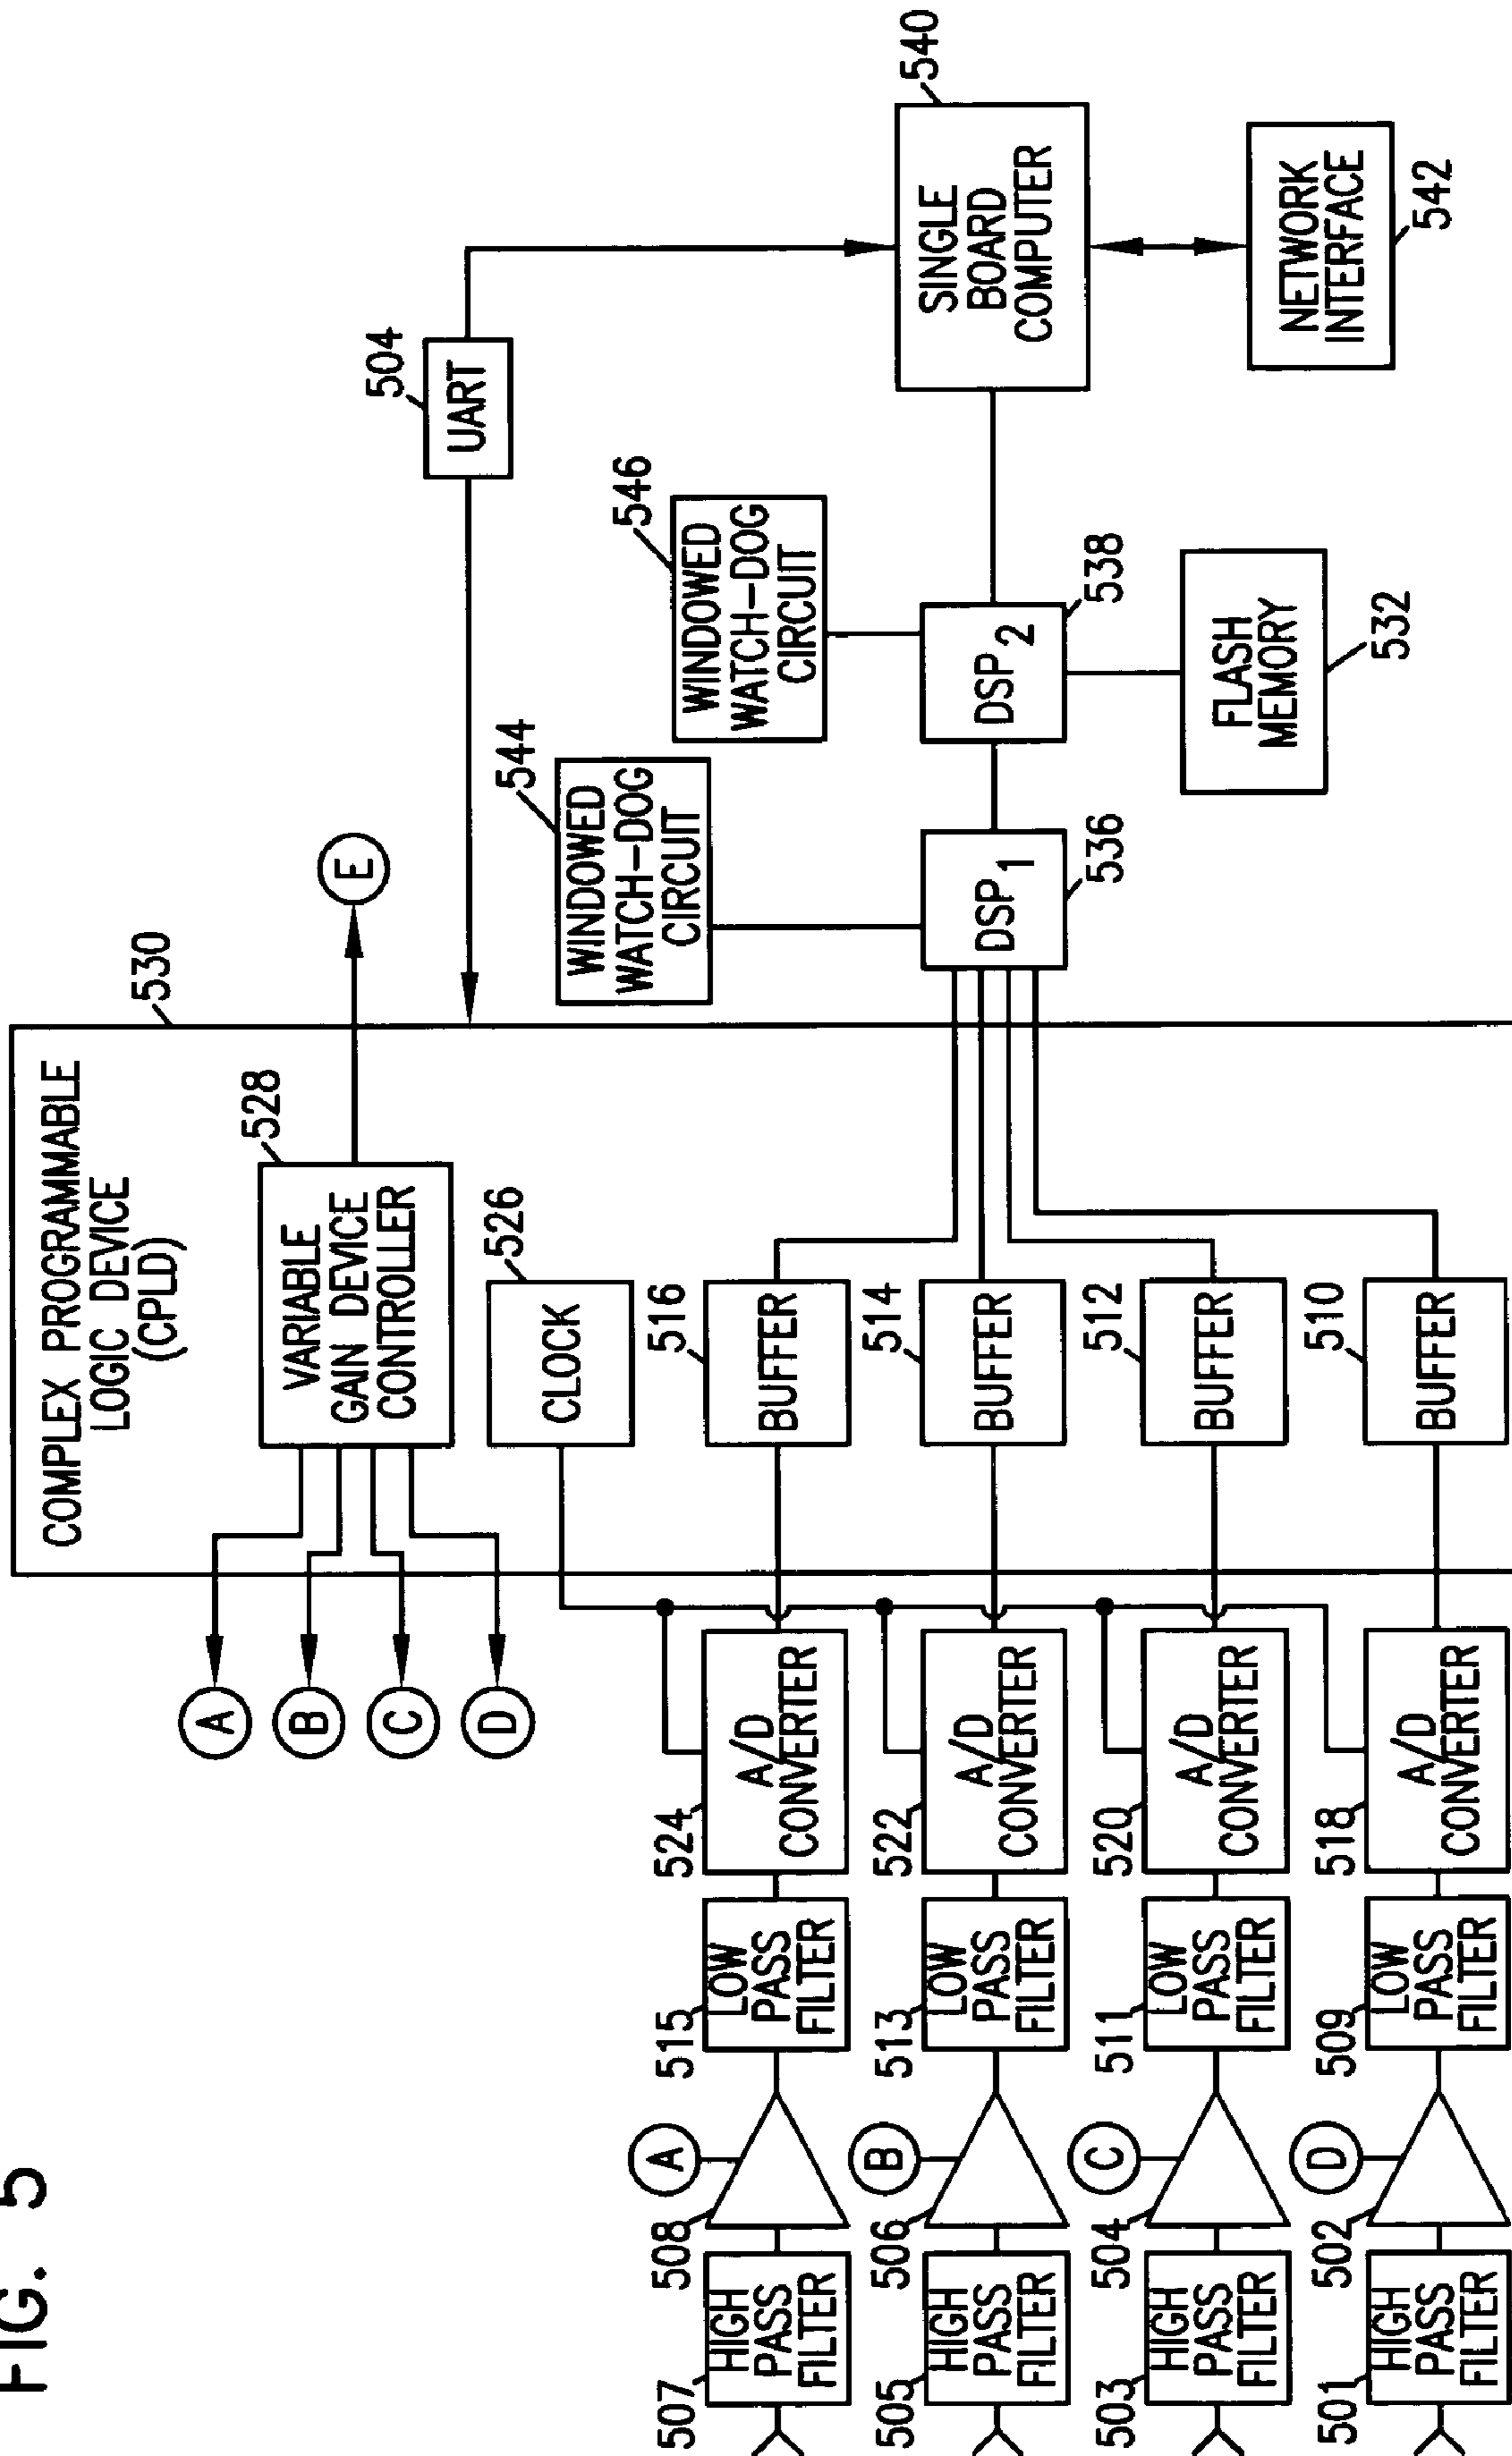 FIG. 5
COMPLEX PROGRAMMABLE
LOGIC DEVICE
(CPLD)
530
528
VARIABLE
GAIN DEVICE
CONTROLLER
A
B
C
D
E
526
CLOCK
504
UART
544
WINDOWED
WATCH-DOG
CIRCUIT
546
WINDOWED
WATCH-DOG
CIRCUIT
540
SINGLE
BOARD
COMPUTER
NETWORK
INTERFACE
542
DSP1
536
DSP2
538
FLASH
MEMORY
532
507
HIGH
PASS
FILTER
508
A
515
LOW
PASS
FILTER
524
A/D
CONVERTER
516
BUFFER
505
HIGH
PASS
FILTER
506
B
513
LOW
PASS
FILTER
522
A/D
CONVERTER
514
BUFFER
503
HIGH
PASS
FILTER
504
C
511
LOW
PASS
FILTER
520
A/D
CONVERTER
512
BUFFER
501
HIGH
PASS
FILTER
502
D
509
LOW
PASS
FILTER
518
A/D
CONVERTER
510
BUFFER